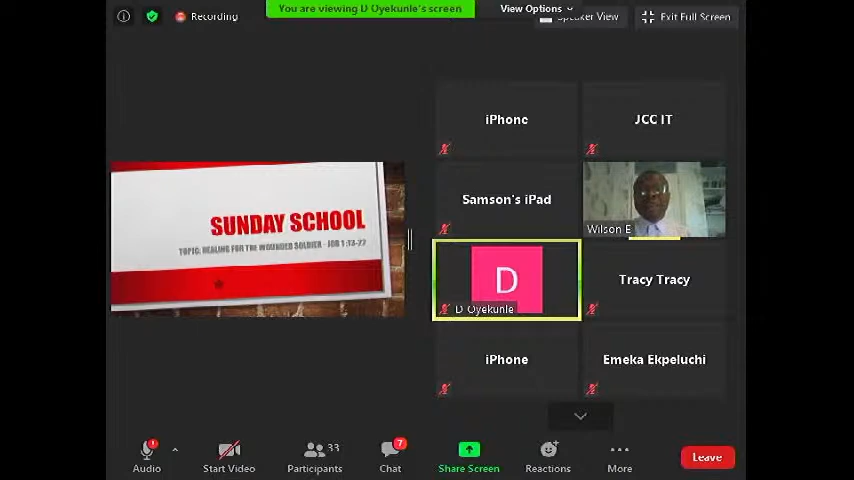 Recording
You are viewing D Oyekunle's screen
View Options
Speaker View
Exit Full Screen
iPhone
JCC IT
SUNDAY SCHOOL
TOPIC: HEALING FOR THE WOUNDED SOLDIER - JOB 1:13-22
Samson's iPad
Wilson E
D
D Oyekunle
Tracy Tracy
iPhone
Emeka Ekpeluchi
33
7
Audio
Start Video
Participants
Chat
Share Screen
Reactions
More
Leave